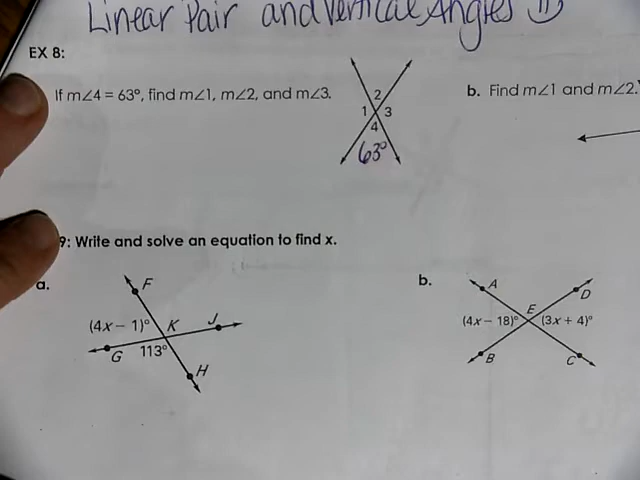 Linear Pair and Vertical Angles
EX 8:
If m∠4 = 63°, find m∠1, m∠2, and m∠3.
2
1 3
4
63°
b. Find m∠1 and m∠2.
9: Write and solve an equation to find x.
a.
F
(4x − 1)° K J
G 113°
H
b.
A D
E
(4x − 18)° (3x + 4)°
B C